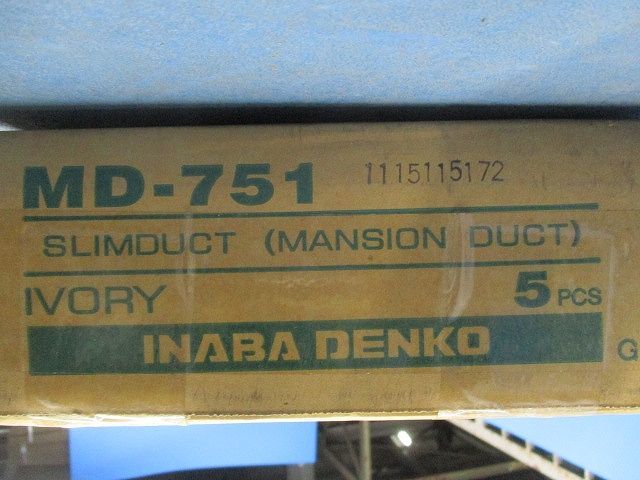 MD-751 1115115172
SLIMDUCT (MANSION DUCT)
IVORY 5 PCS
INABA DENKO
G